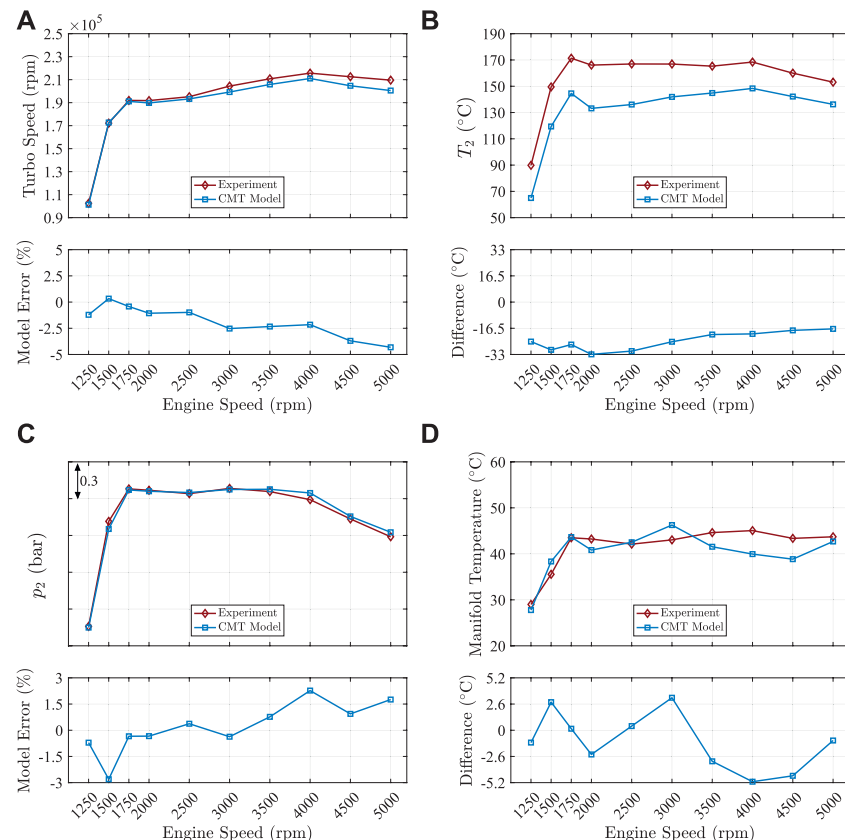 A
×10⁵
Turbo Speed (rpm)
2.5
2.3
2.1
1.9
1.7
1.5
1.3
1.1
0.9
Experiment
CMT Model
Model Error (%)
5
2.5
0
-2.5
-5
1250 1500 1750 2000 2500 3000 3500 4000 4500 5000
Engine Speed (rpm)
B
T₂ (°C)
190
170
150
130
110
90
70
50
Experiment
CMT Model
Difference (°C)
33
16.5
0
-16.5
-33
1250 1500 1750 2000 2500 3000 3500 4000 4500 5000
Engine Speed (rpm)
C
0.3
p₂ (bar)
Experiment
CMT Model
Model Error (%)
3
1.5
0
-1.5
-3
1250 1500 1750 2000 2500 3000 3500 4000 4500 5000
Engine Speed (rpm)
D
Manifold Temperature (°C)
60
50
40
30
20
Experiment
CMT Model
Difference (°C)
5.2
2.6
0
-2.6
-5.2
1250 1500 1750 2000 2500 3000 3500 4000 4500 5000
Engine Speed (rpm)